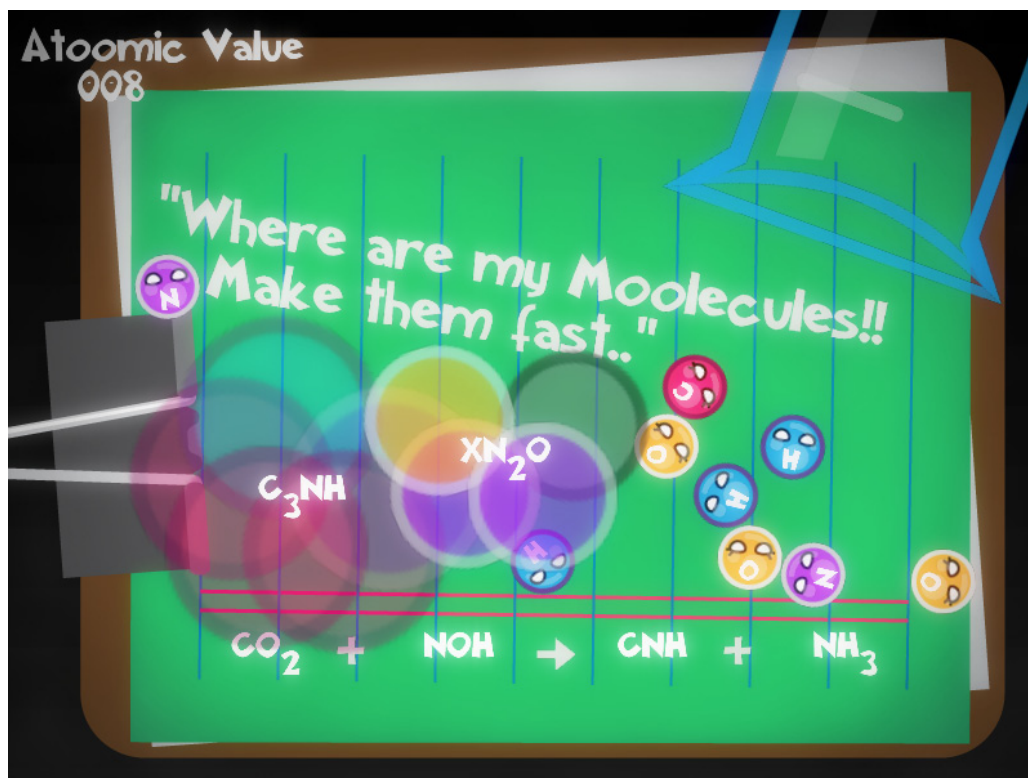 Atoomic Value
008
"Where are my Moolecules!!
Make them fast.."
N
C
O
H
H
XN2O
C3NH
H
O
N
O
CO2 + NOH → CNH + NH3